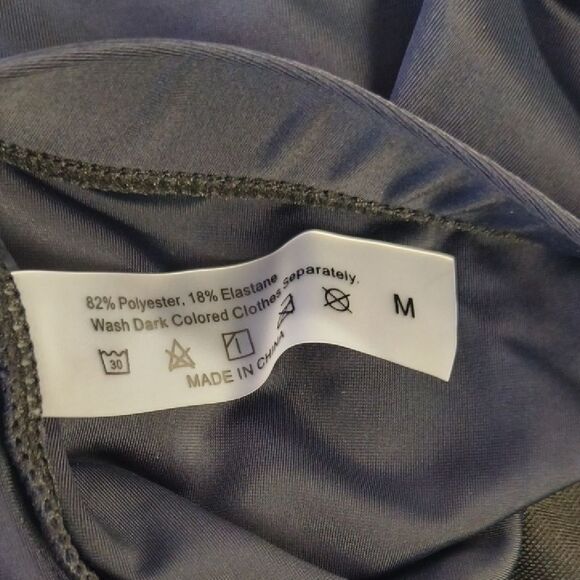 82% Polyester, 18% Elastane
Wash Dark Colored Clothes Separately.
30
M
MADE IN CHINA